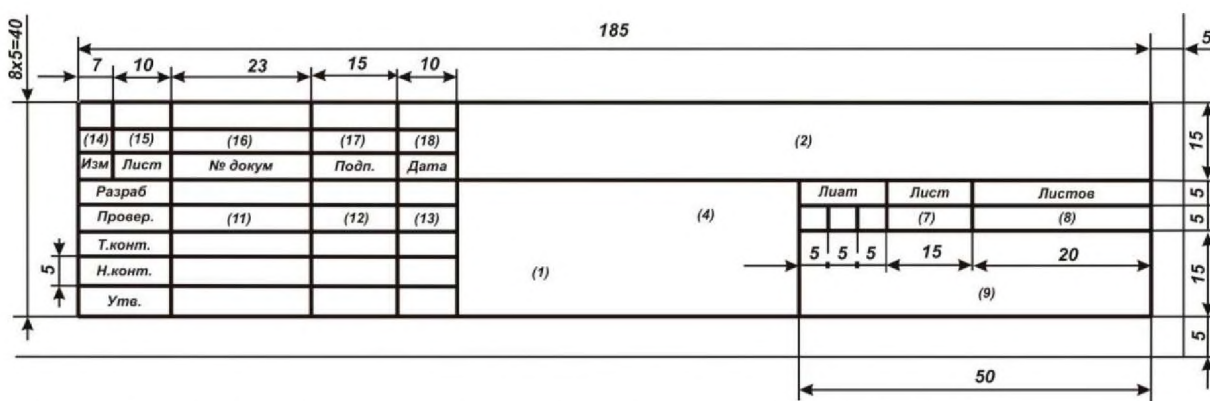 185
5
8x5=40
7 10 23 15 10
(14) (15) (16) (17) (18)
(2)
15
Изм Лист № докум Подп. Дата
Разраб
Лиат Лист Листов
5
Провер. (11) (12) (13)
(4)
(7) (8)
5
Т.конт.
5 5 5 15 20
5
Н.конт.
(1)
15
(9)
Утв.
5
50